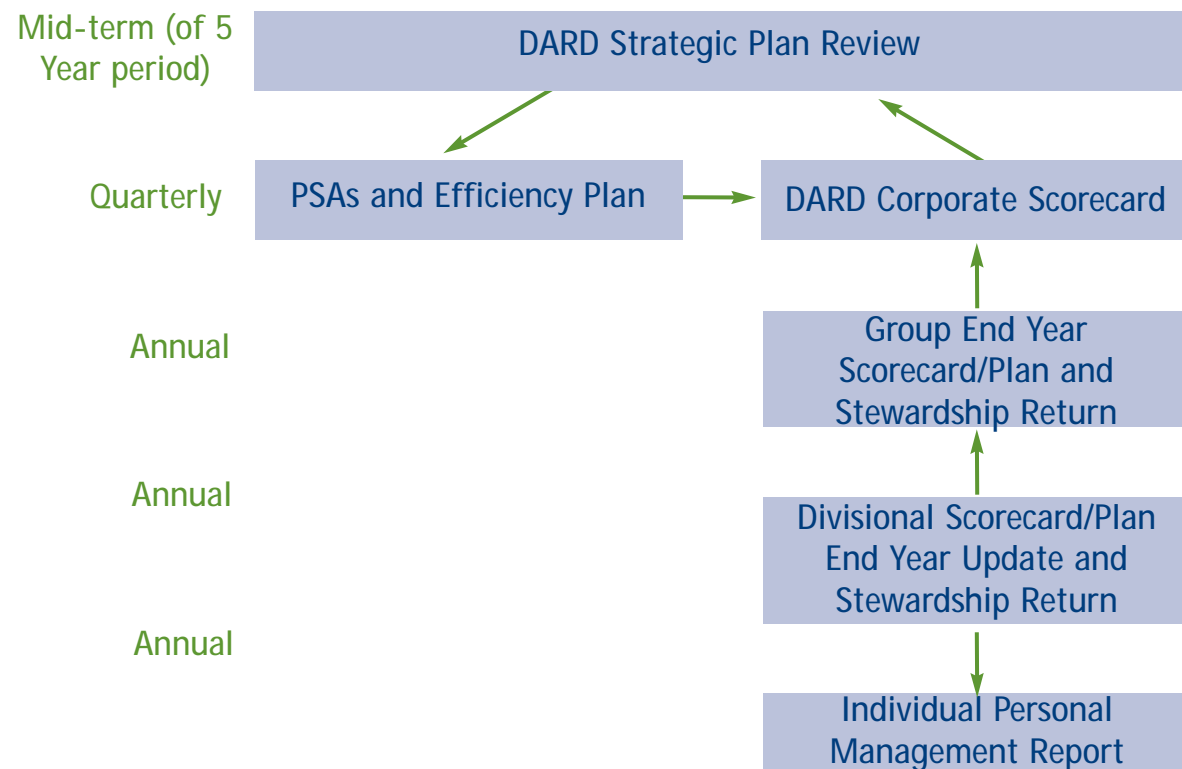 Mid-term (of 5
Year period)
DARD Strategic Plan Review
Quarterly
PSAs and Efficiency Plan
DARD Corporate Scorecard
Annual
Group End Year
Scorecard/Plan and
Stewardship Return
Annual
Divisional Scorecard/Plan
End Year Update and
Stewardship Return
Annual
Individual Personal
Management Report